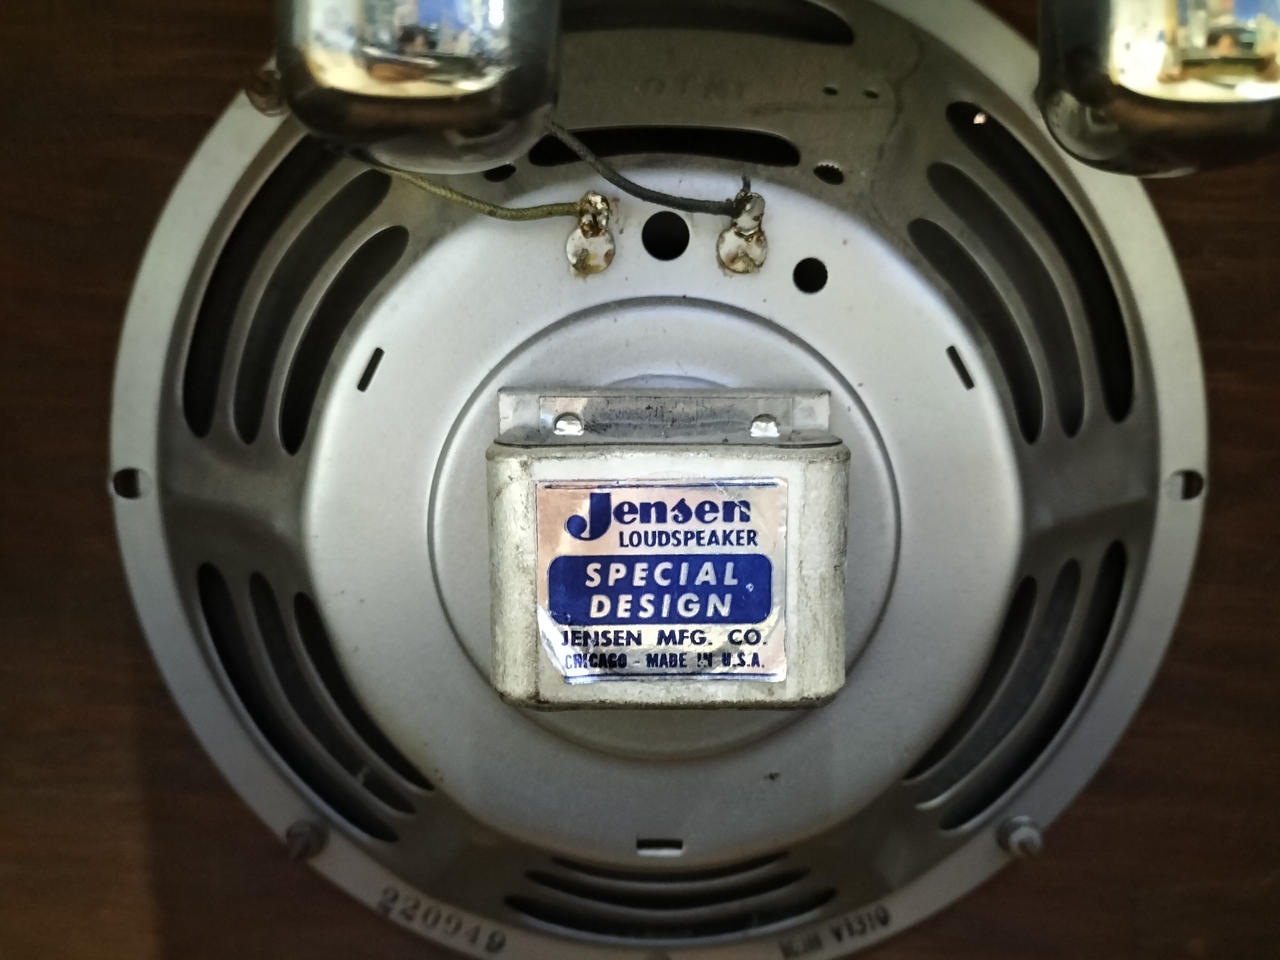 Jensen
LOUDSPEAKER
SPECIAL
DESIGN
JENSEN MFG. CO.
CHICAGO - MADE IN U.S.A.
220949